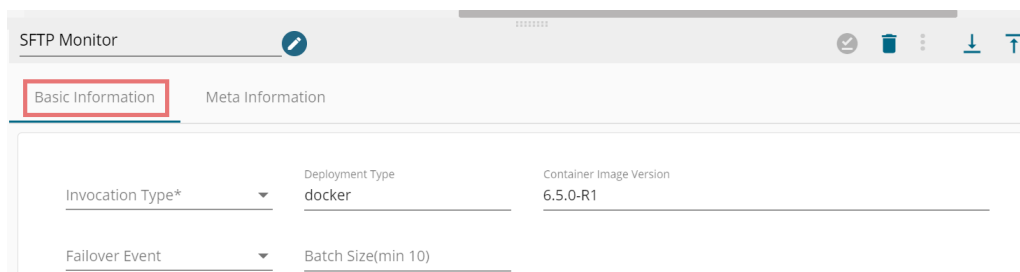 SFTP Monitor
Basic Information Meta Information
Deployment Type Container Image Version
Invocation Type* docker 6.5.0-R1
Failover Event Batch Size(min 10)